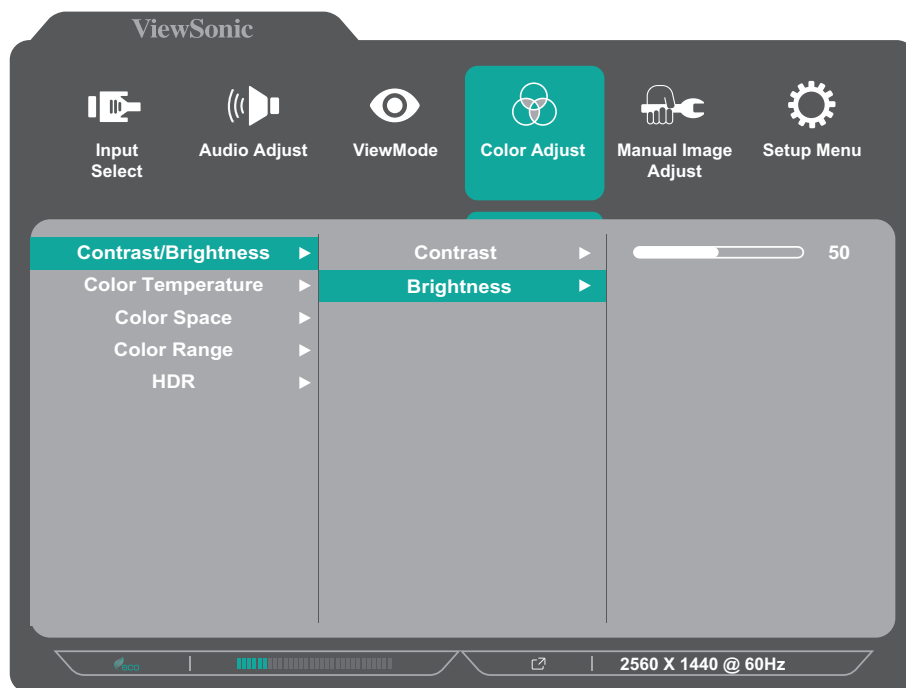 ViewSonic
Input Select
Audio Adjust
ViewMode
Color Adjust
Manual Image Adjust
Setup Menu
Contrast/Brightness
Color Temperature
Color Space
Color Range
HDR
Contrast
Brightness
50
eco
2560 X 1440 @ 60Hz